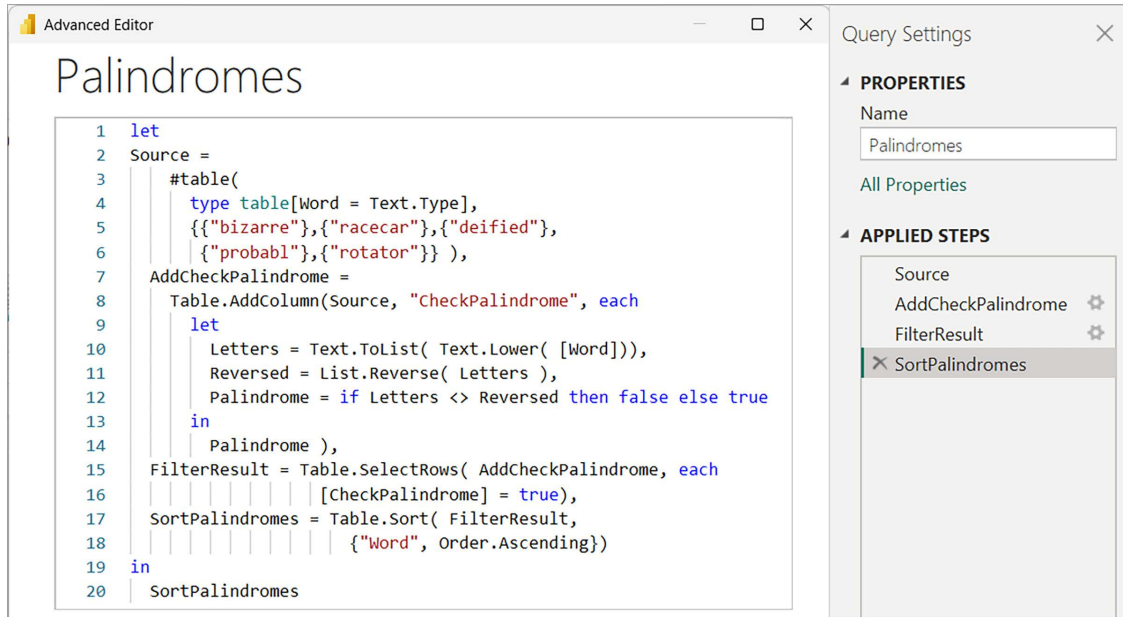 Advanced Editor
Palindromes
1 let
2 Source =
3 #table(
4 type table[Word = Text.Type],
5 {{"bizarre"},{"racecar"},{"deified"},
6 {"probabl"},{"rotator"}} ),
7 AddCheckPalindrome =
8 Table.AddColumn(Source, "CheckPalindrome", each
9 let
10 Letters = Text.ToList( Text.Lower( [Word])),
11 Reversed = List.Reverse( Letters ),
12 Palindrome = if Letters <> Reversed then false else true
13 in
14 Palindrome ),
15 FilterResult = Table.SelectRows( AddCheckPalindrome, each
16 [CheckPalindrome] = true),
17 SortPalindromes = Table.Sort( FilterResult,
18 {"Word", Order.Ascending})
19 in
20 SortPalindromes
Query Settings
PROPERTIES
Name
Palindromes
All Properties
APPLIED STEPS
Source
AddCheckPalindrome
FilterResult
SortPalindromes